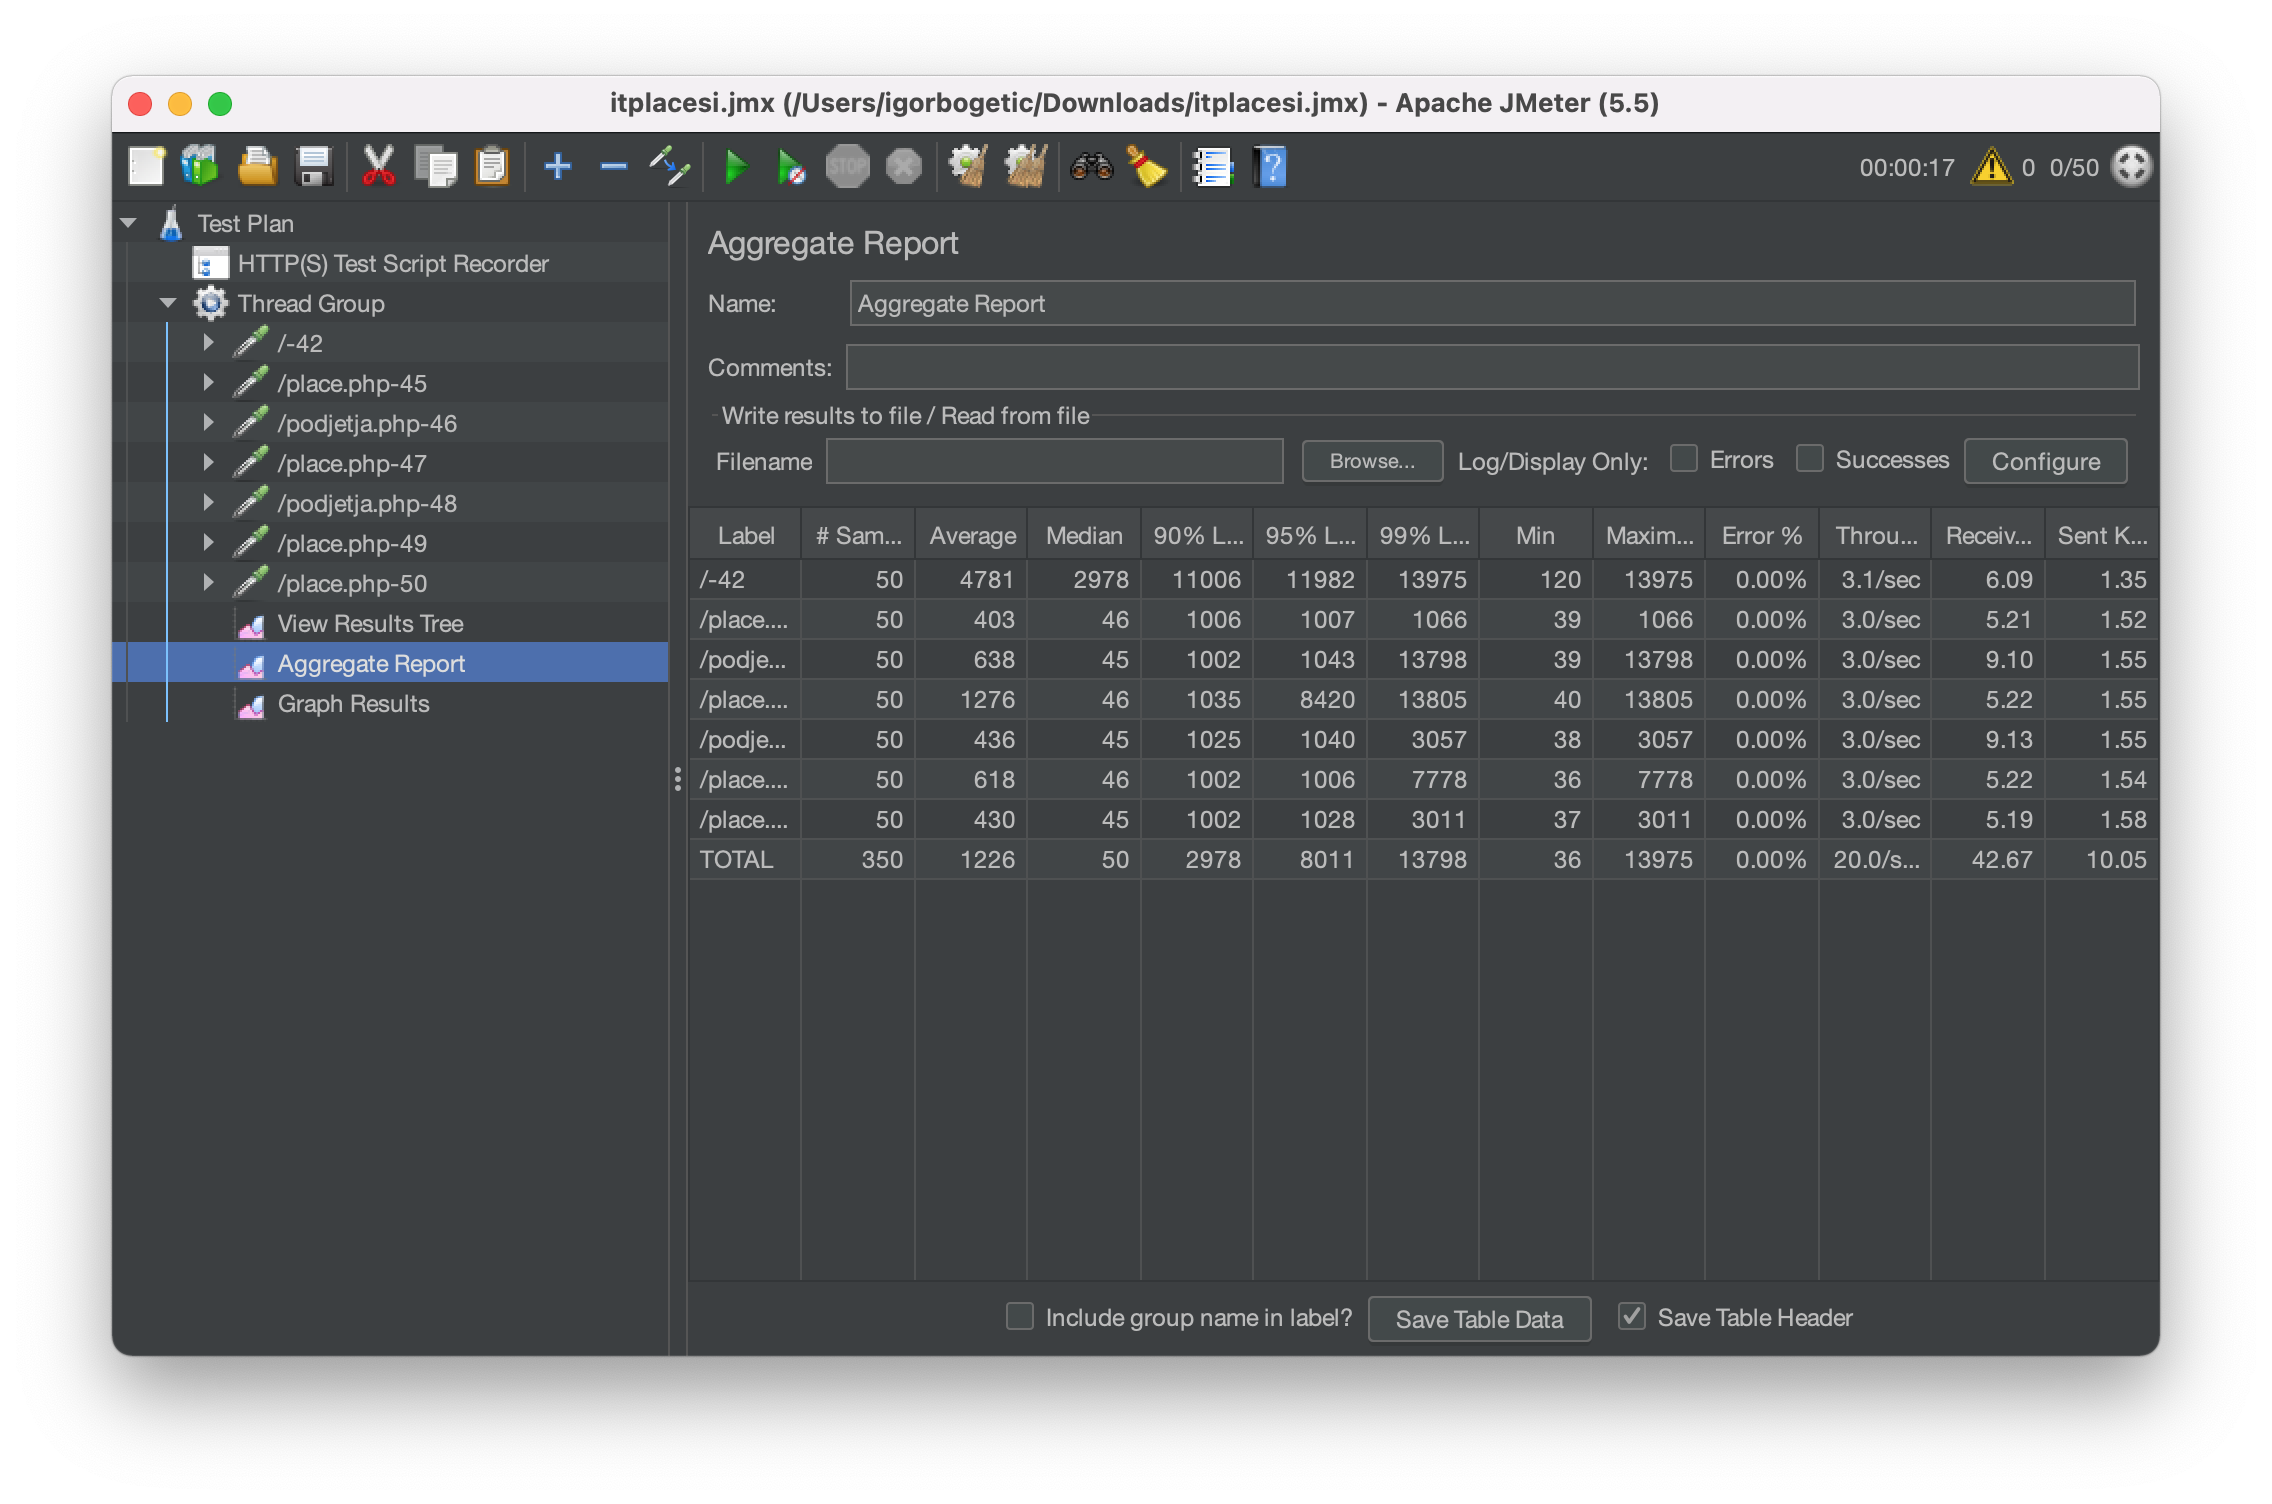 itplacesi.jmx (/Users/igorbogetic/Downloads/itplacesi.jmx) - Apache JMeter (5.5)
STOP
00:00:17 0 0/50
Test Plan
HTTP(S) Test Script Recorder
Thread Group
/-42
/place.php-45
/podjetja.php-46
/place.php-47
/podjetja.php-48
/place.php-49
/place.php-50
View Results Tree
Aggregate Report
Graph Results
Aggregate Report
Name: Aggregate Report
Comments:
Write results to file / Read from file
Filename Browse... Log/Display Only: Errors Successes Configure
Label # Sam... Average Median 90% L... 95% L... 99% L... Min Maxim... Error % Throu... Receiv... Sent K...
/-42 50 4781 2978 11006 11982 13975 120 13975 0.00% 3.1/sec 6.09 1.35
/place.... 50 403 46 1006 1007 1066 39 1066 0.00% 3.0/sec 5.21 1.52
/podje... 50 638 45 1002 1043 13798 39 13798 0.00% 3.0/sec 9.10 1.55
/place.... 50 1276 46 1035 8420 13805 40 13805 0.00% 3.0/sec 5.22 1.55
/podje... 50 436 45 1025 1040 3057 38 3057 0.00% 3.0/sec 9.13 1.55
/place.... 50 618 46 1002 1006 7778 36 7778 0.00% 3.0/sec 5.22 1.54
/place.... 50 430 45 1002 1028 3011 37 3011 0.00% 3.0/sec 5.19 1.58
TOTAL 350 1226 50 2978 8011 13798 36 13975 0.00% 20.0/s... 42.67 10.05
Include group name in label? Save Table Data Save Table Header